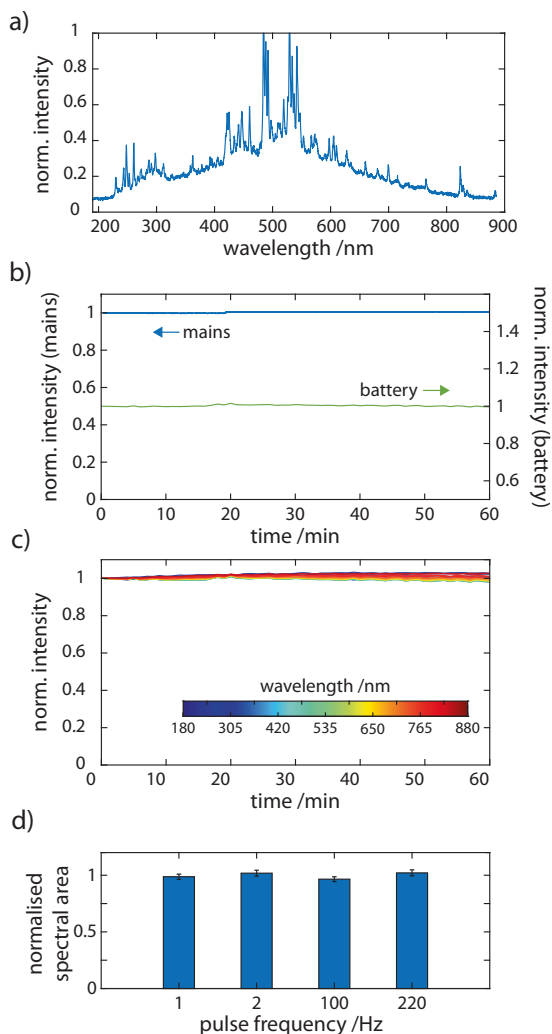 a)
norm. intensity
1
0.8
0.6
0.4
0.2
0
200 300 400 500 600 700 800 900
wavelength /nm
b)
norm. intensity (mains)
1
0.8
0.6
0.4
0.2
0
mains
battery
1.4
1.2
1
0.8
0.6
norm. intensity (battery)
0 10 20 30 40 50 60
time /min
c)
norm. intensity
1
0.8
0.6
0.4
0.2
0
wavelength /nm
180 305 420 535 650 765 880
0 10 20 30 40 50 60
time /min
d)
normalised
spectral area
1
0.5
0
1 2 100 220
pulse frequency /Hz